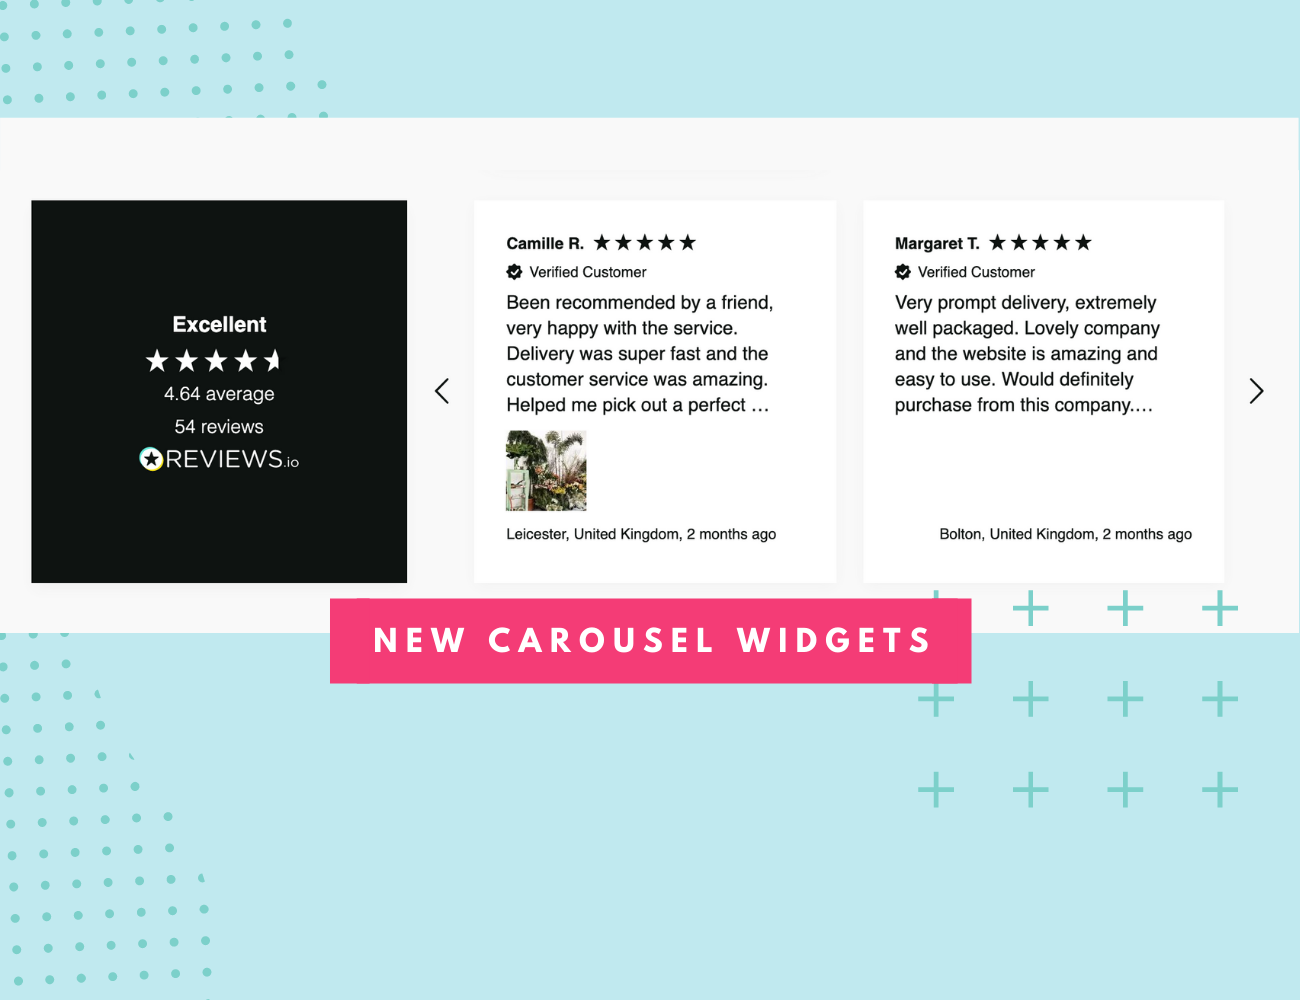 Excellent
4.64 average
54 reviews
REVIEWS.io
Camille R.
Verified Customer
Been recommended by a friend,
very happy with the service.
Delivery was super fast and the
customer service was amazing.
Helped me pick out a perfect ...
Leicester, United Kingdom, 2 months ago
Margaret T.
Verified Customer
Very prompt delivery, extremely
well packaged. Lovely company
and the website is amazing and
easy to use. Would definitely
purchase from this company....
Bolton, United Kingdom, 2 months ago
NEW CAROUSEL WIDGETS